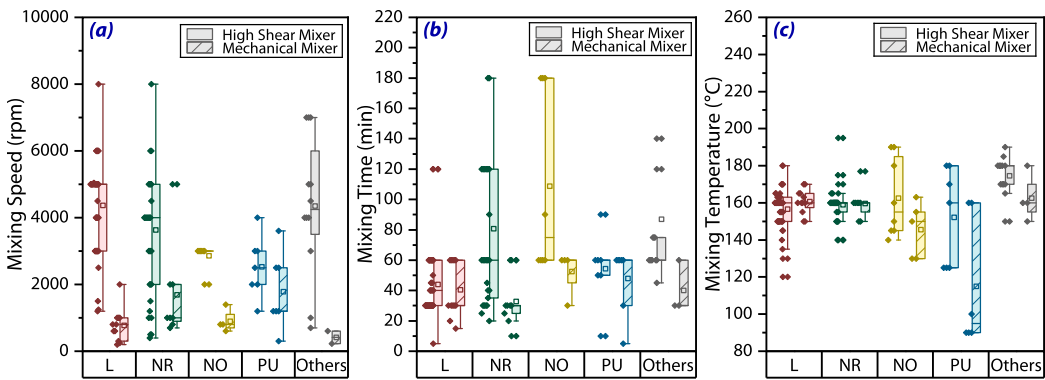 (a)
High Shear Mixer
Mechanical Mixer
Mixing Speed (rpm)
10000
8000
6000
4000
2000
0
L NR NO PU Others
(b)
High Shear Mixer
Mechanical Mixer
Mixing Time (min)
220
200
180
160
140
120
100
80
60
40
20
0
L NR NO PU Others
(c)
High Shear Mixer
Mechanical Mixer
Mixing Temperature (°C)
260
240
220
200
180
160
140
120
100
80
L NR NO PU Others